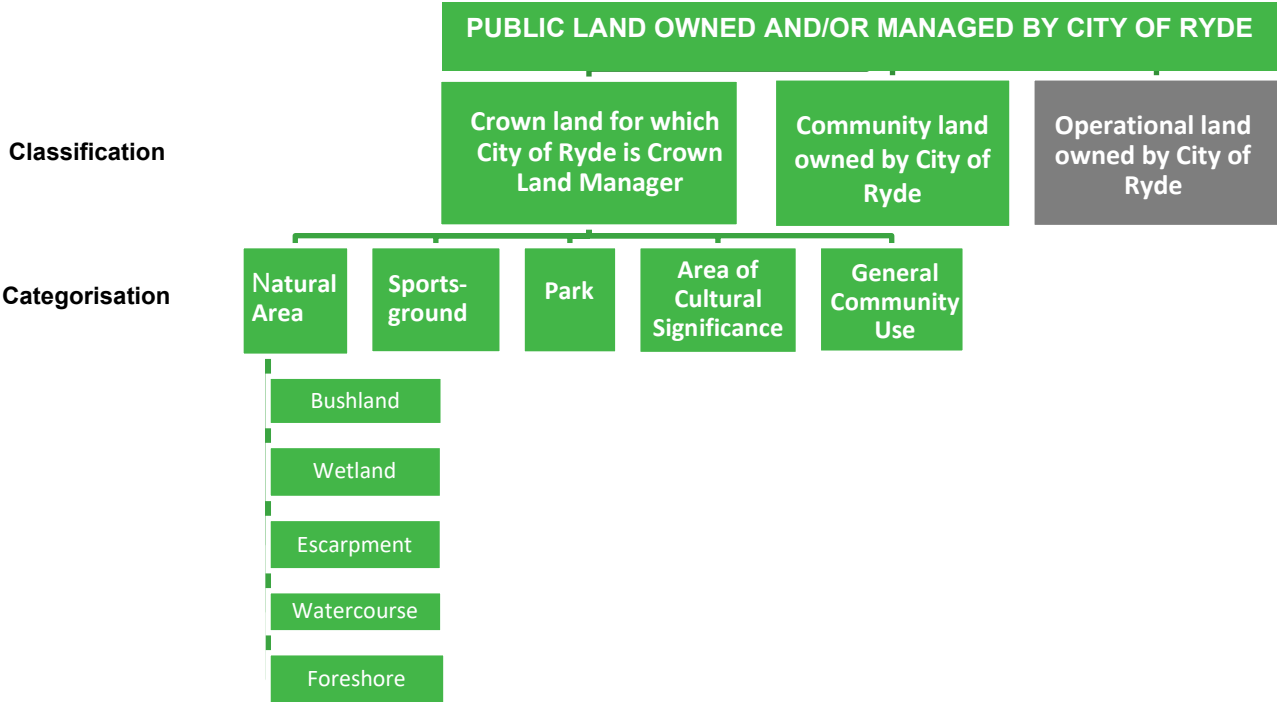 PUBLIC LAND OWNED AND/OR MANAGED BY CITY OF RYDE
Classification
Crown land for which
City of Ryde is Crown
Land Manager
Community land
owned by City of
Ryde
Operational land
owned by City of
Ryde
Categorisation
Natural
Area
Sports-
ground
Park
Area of
Cultural
Significance
General
Community
Use
Bushland
Wetland
Escarpment
Watercourse
Foreshore